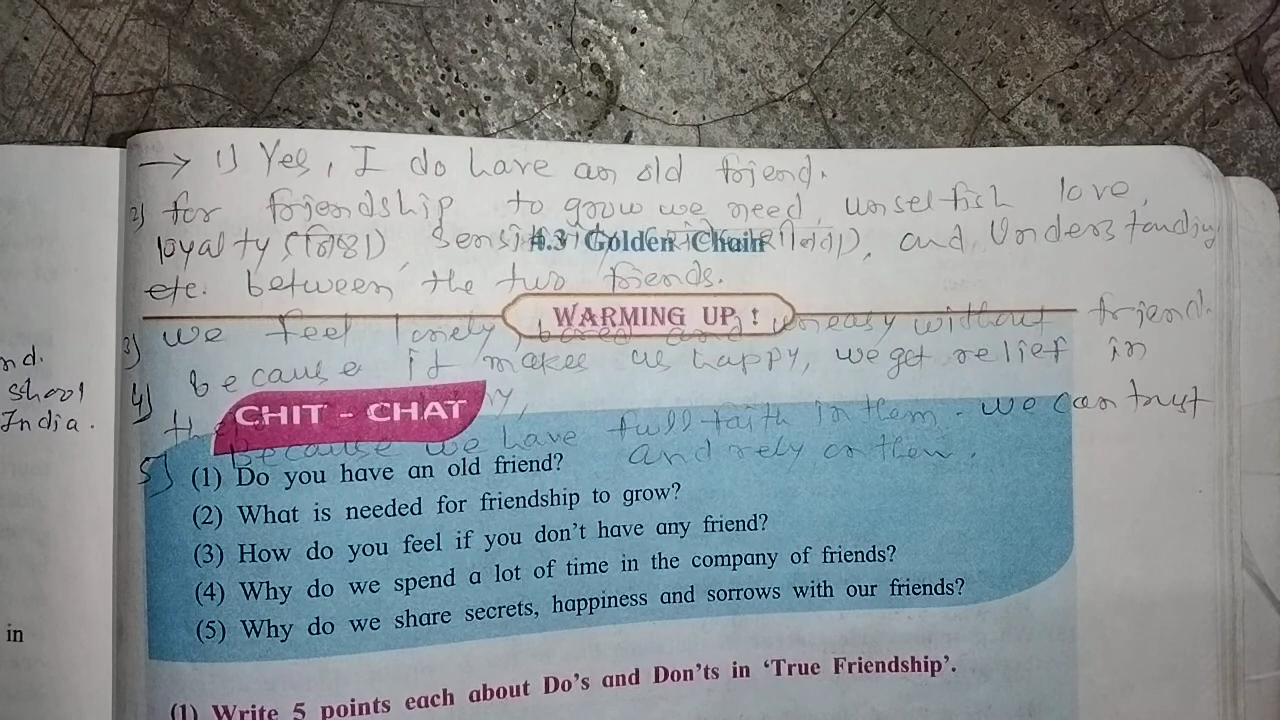 → 1) Yes, I do have an old friend.
2) for friendship to grow we need, unselfish love,
loyalty (निष्ठा), and Understanding
4.3 Golden Chain
etc. between the two friends.
WARMING UP !
3) we feel lonely, bored and uneasy without friend.
4) because it makes us happy, we get relief in
CHIT - CHAT
5) Because we have full faith in them. we can trust
and rely on them.
(1) Do you have an old friend?
(2) What is needed for friendship to grow?
(3) How do you feel if you don't have any friend?
(4) Why do we spend a lot of time in the company of friends?
(5) Why do we share secrets, happiness and sorrows with our friends?
(1) Write 5 points each about Do's and Don'ts in 'True Friendship'.
nd.
school
India.
in